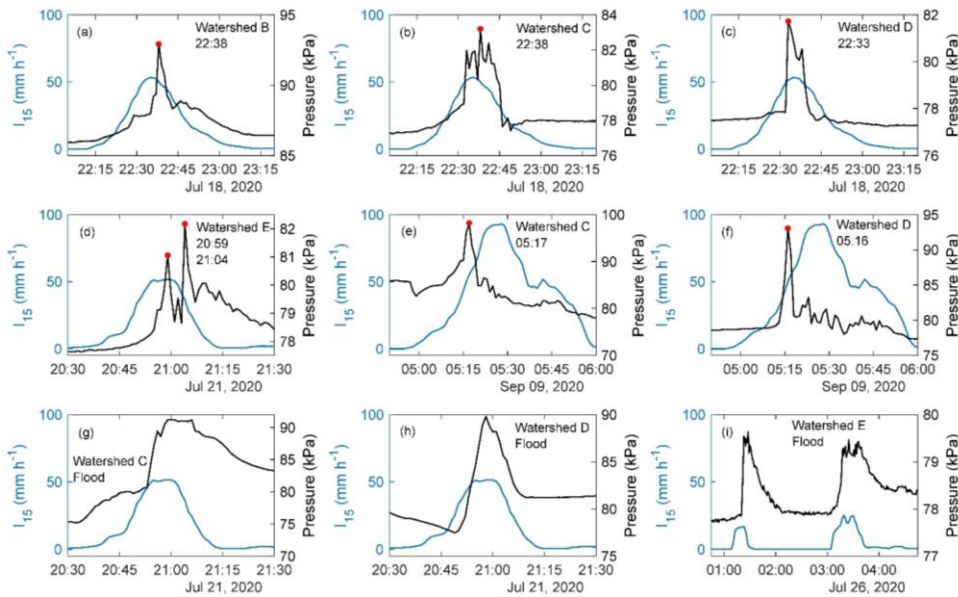 (a)
Watershed B
22:38
I15 (mm h-1)
100
50
0
95
90
85
Pressure (kPa)
22:15 22:30 22:45 23:00 23:15
Jul 18, 2020
(b)
Watershed C
22:38
I15 (mm h-1)
100
50
0
84
82
80
78
76
Pressure (kPa)
22:15 22:30 22:45 23:00 23:15
Jul 18, 2020
(c)
Watershed D
22:33
I15 (mm h-1)
100
50
0
82
80
78
76
Pressure (kPa)
22:15 22:30 22:45 23:00 23:15
Jul 18, 2020
(d)
Watershed E
20:59
21:04
I15 (mm h-1)
100
50
0
82
81
80
79
78
Pressure (kPa)
20:30 20:45 21:00 21:15 21:30
Jul 21, 2020
(e)
Watershed C
05:17
I15 (mm h-1)
100
50
0
100
90
80
70
Pressure (kPa)
05:00 05:15 05:30 05:45 06:00
Sep 09, 2020
(f)
Watershed D
05:16
I15 (mm h-1)
100
50
0
95
90
85
80
75
Pressure (kPa)
05:00 05:15 05:30 05:45 06:00
Sep 09, 2020
(g)
Watershed C
Flood
I15 (mm h-1)
100
50
0
90
80
75
70
Pressure (kPa)
20:30 20:45 21:00 21:15 21:30
Jul 21, 2020
(h)
Watershed D
Flood
I15 (mm h-1)
100
50
0
90
85
80
75
Pressure (kPa)
20:30 20:45 21:00 21:15 21:30
Jul 21, 2020
(i)
Watershed E
Flood
I15 (mm h-1)
100
50
0
80
79
78
77
Pressure (kPa)
01:00 02:00 03:00 04:00
Jul 26, 2020